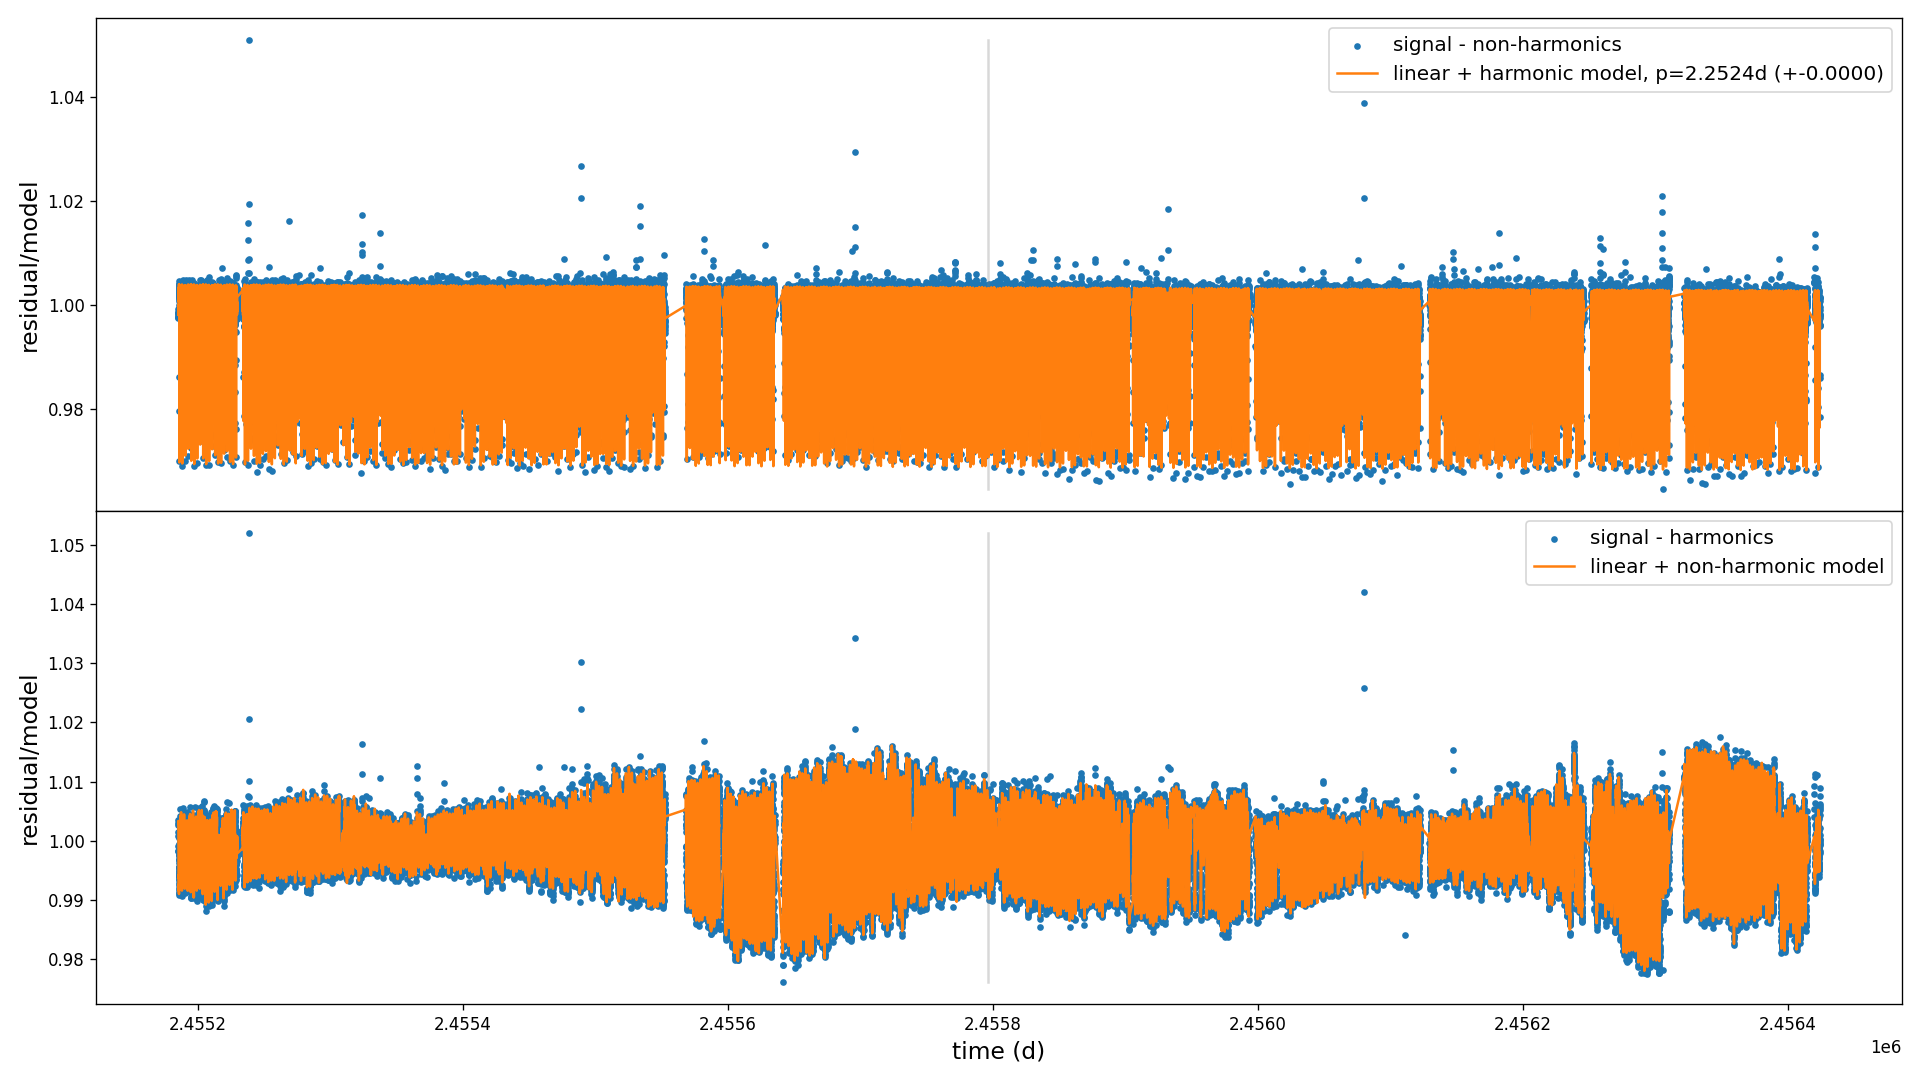 signal - non-harmonics
linear + harmonic model, p=2.2524d (+-0.0000)
1.04
1.02
1.00
0.98
residual/model
signal - harmonics
linear + non-harmonic model
1.05
1.04
1.03
1.02
1.01
1.00
0.99
0.98
residual/model
2.4552
2.4554
2.4556
2.4558
2.4560
2.4562
2.4564
time (d)
1e6